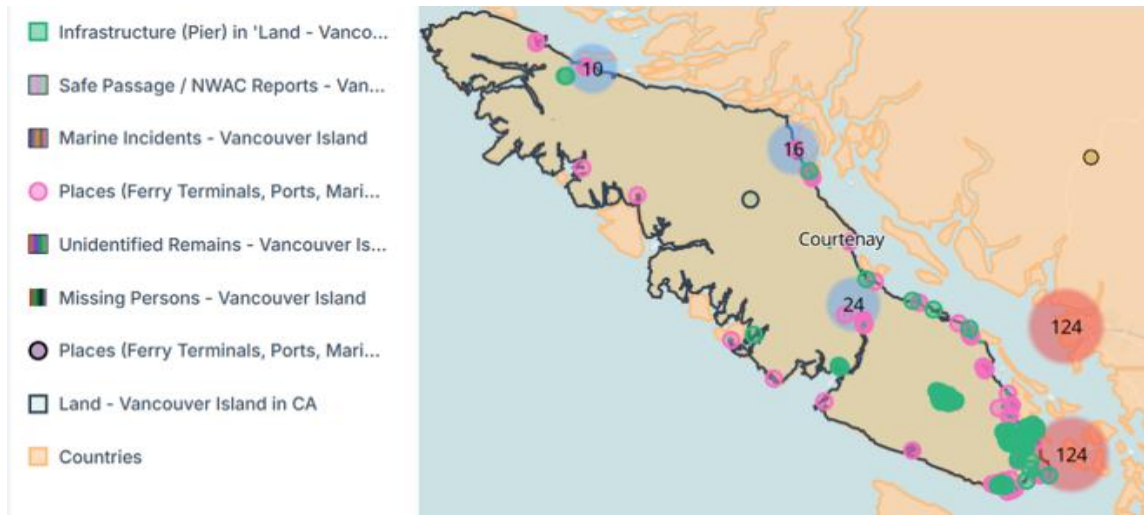 Infrastructure (Pier) in 'Land - Vanco...
Safe Passage / NWAC Reports - Van...
Marine Incidents - Vancouver Island
Places (Ferry Terminals, Ports, Mari...
Unidentified Remains - Vancouver Is...
Missing Persons - Vancouver Island
Places (Ferry Terminals, Ports, Mari...
Land - Vancouver Island in CA
Countries
10
16
Courtenay
24
124
124